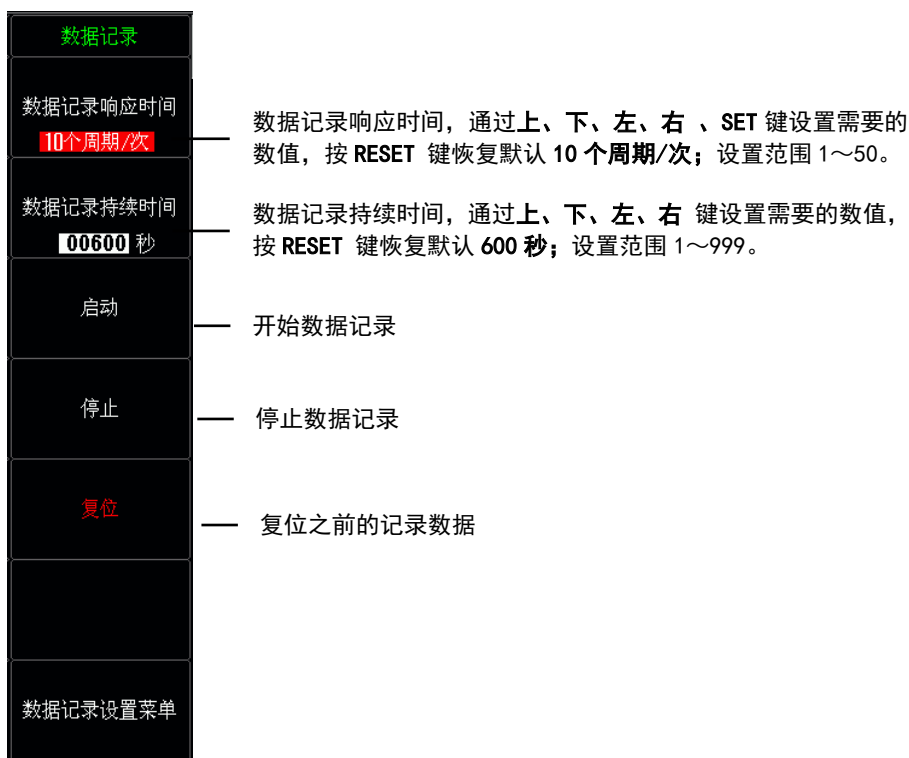 数据记录
数据记录响应时间
10个周期/次
数据记录响应时间，通过上、下、左、右 、SET 键设置需要的
数值，按 RESET 键恢复默认 10 个周期/次；设置范围 1～50。
数据记录持续时间
00600 秒
数据记录持续时间，通过上、下、左、右 键设置需要的数值，
按 RESET 键恢复默认 600 秒；设置范围 1～999。
启动
开始数据记录
停止
停止数据记录
复位
复位之前的记录数据
数据记录设置菜单